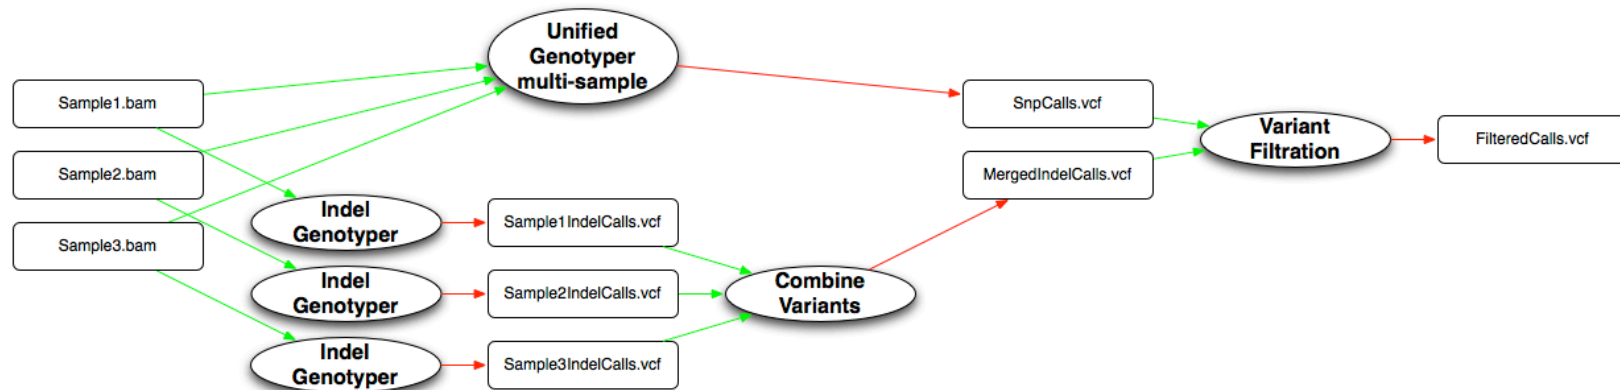 Unified
Genotyper
multi-sample
Sample1.bam
SnpCalls.vcf
Variant
Filtration
FilteredCalls.vcf
Sample2.bam
MergedIndelCalls.vcf
Indel
Genotyper
Sample1IndelCalls.vcf
Sample3.bam
Indel
Genotyper
Sample2IndelCalls.vcf
Combine
Variants
Indel
Genotyper
Sample3IndelCalls.vcf